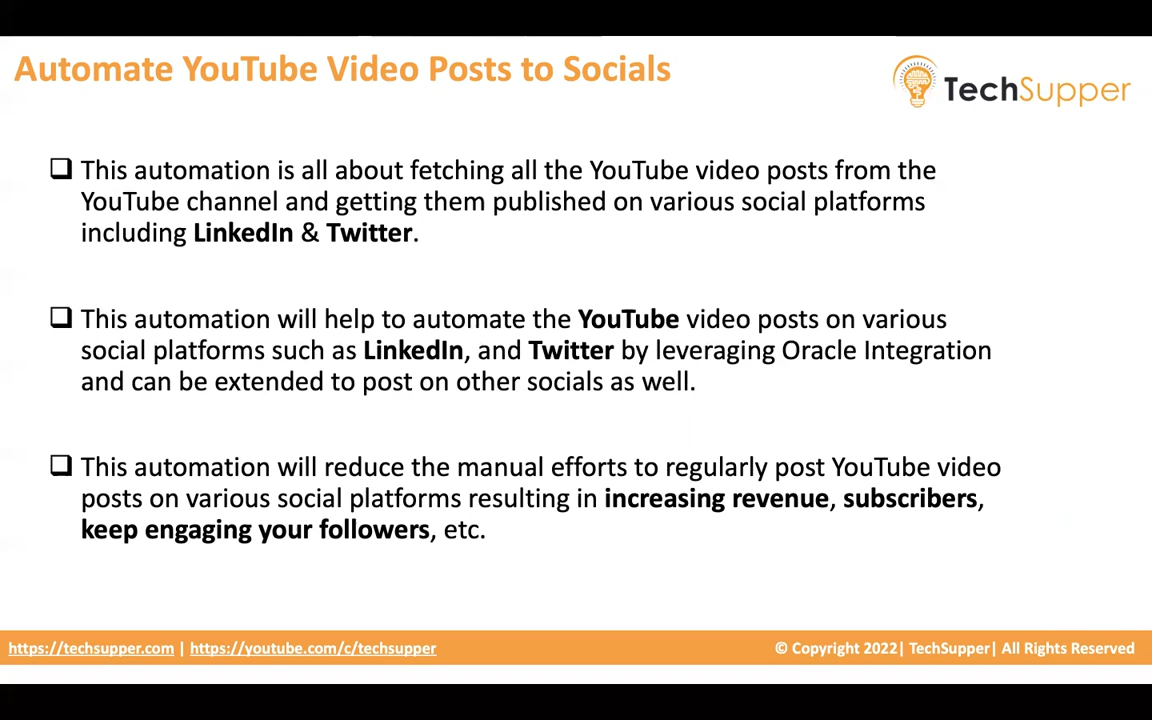 Automate YouTube Video Posts to Socials
TechSupper
This automation is all about fetching all the YouTube video posts from the
YouTube channel and getting them published on various social platforms
including LinkedIn & Twitter.
This automation will help to automate the YouTube video posts on various
social platforms such as LinkedIn, and Twitter by leveraging Oracle Integration
and can be extended to post on other socials as well.
This automation will reduce the manual efforts to regularly post YouTube video
posts on various social platforms resulting in increasing revenue, subscribers,
keep engaging your followers, etc.
https://techsupper.com | https://youtube.com/c/techsupper
© Copyright 2022| TechSupper| All Rights Reserved